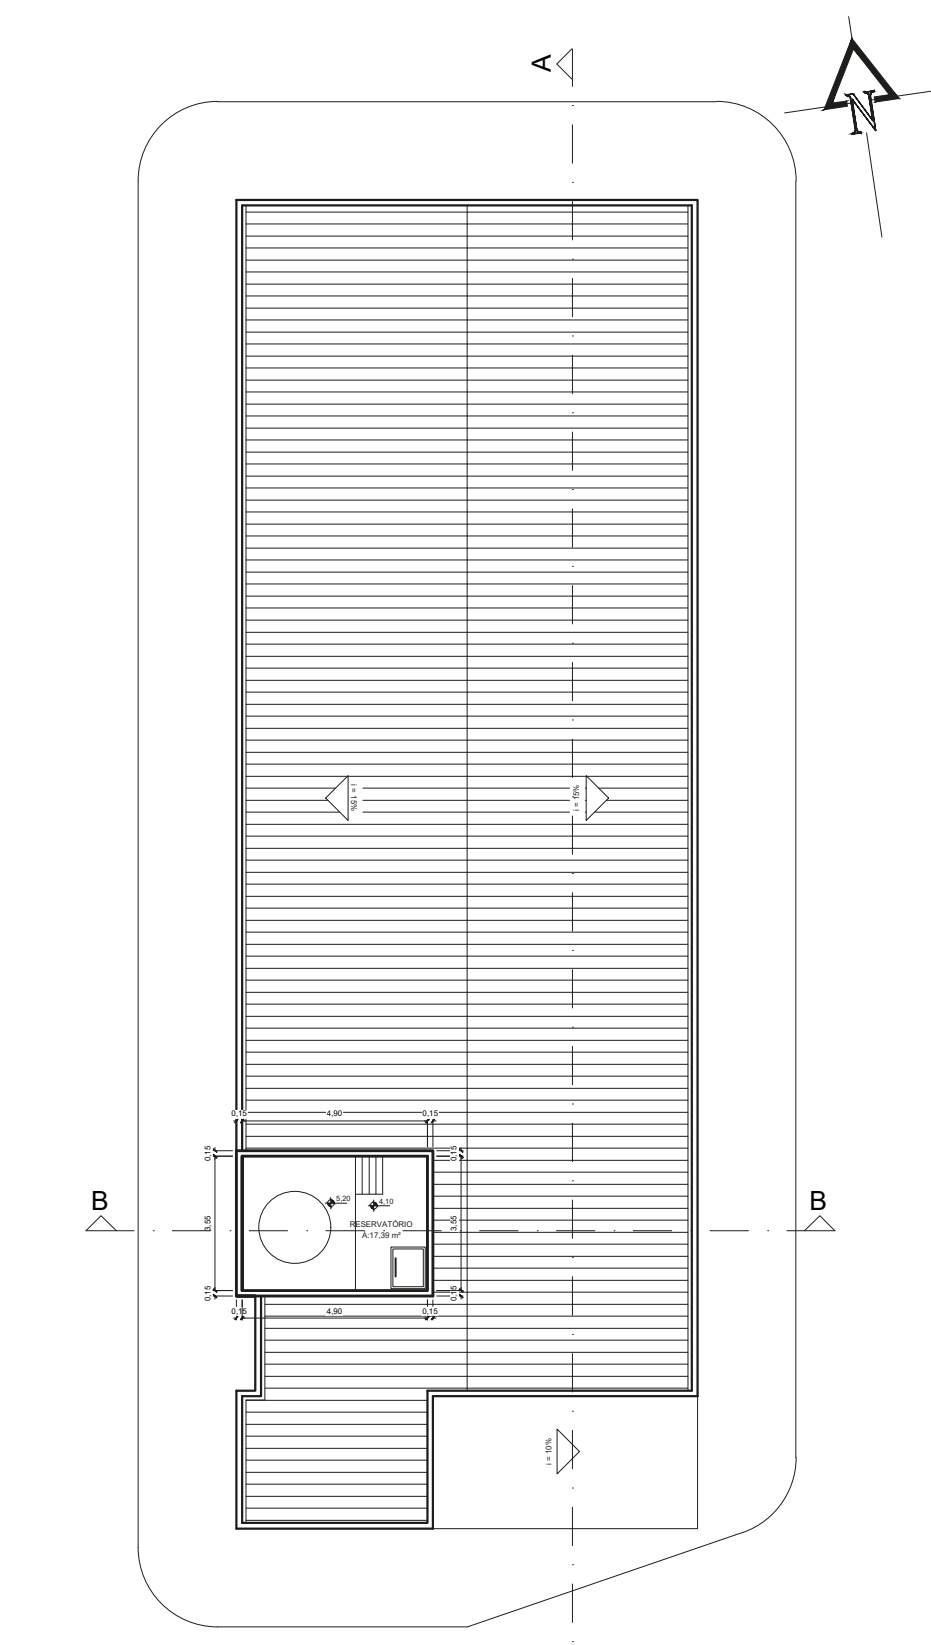 A
N
i = 15%
i = 15%
0,15
4,90
0,15
0,15
0,15
5,20
4,10
B
B
RESERVATÓRIO
A:17,39 m²
3,55
3,55
0,15
0,15
0,15
4,90
0,15
i = 10%